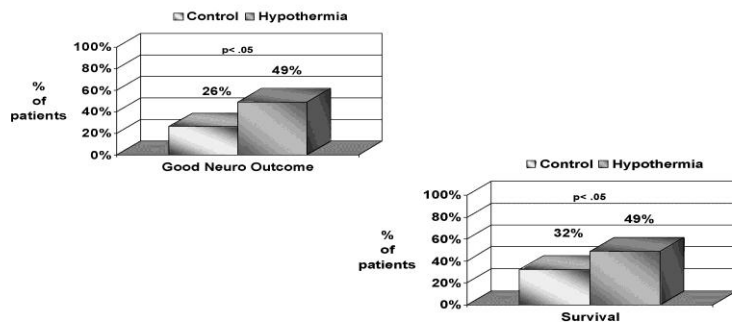 Control Hypothermia
p< .05
100%
80%
60%
40%
20%
0%
%
of
patients
26%
49%
Good Neuro Outcome
Control Hypothermia
p< .05
100%
80%
60%
40%
20%
0%
%
of
patients
32%
49%
Survival